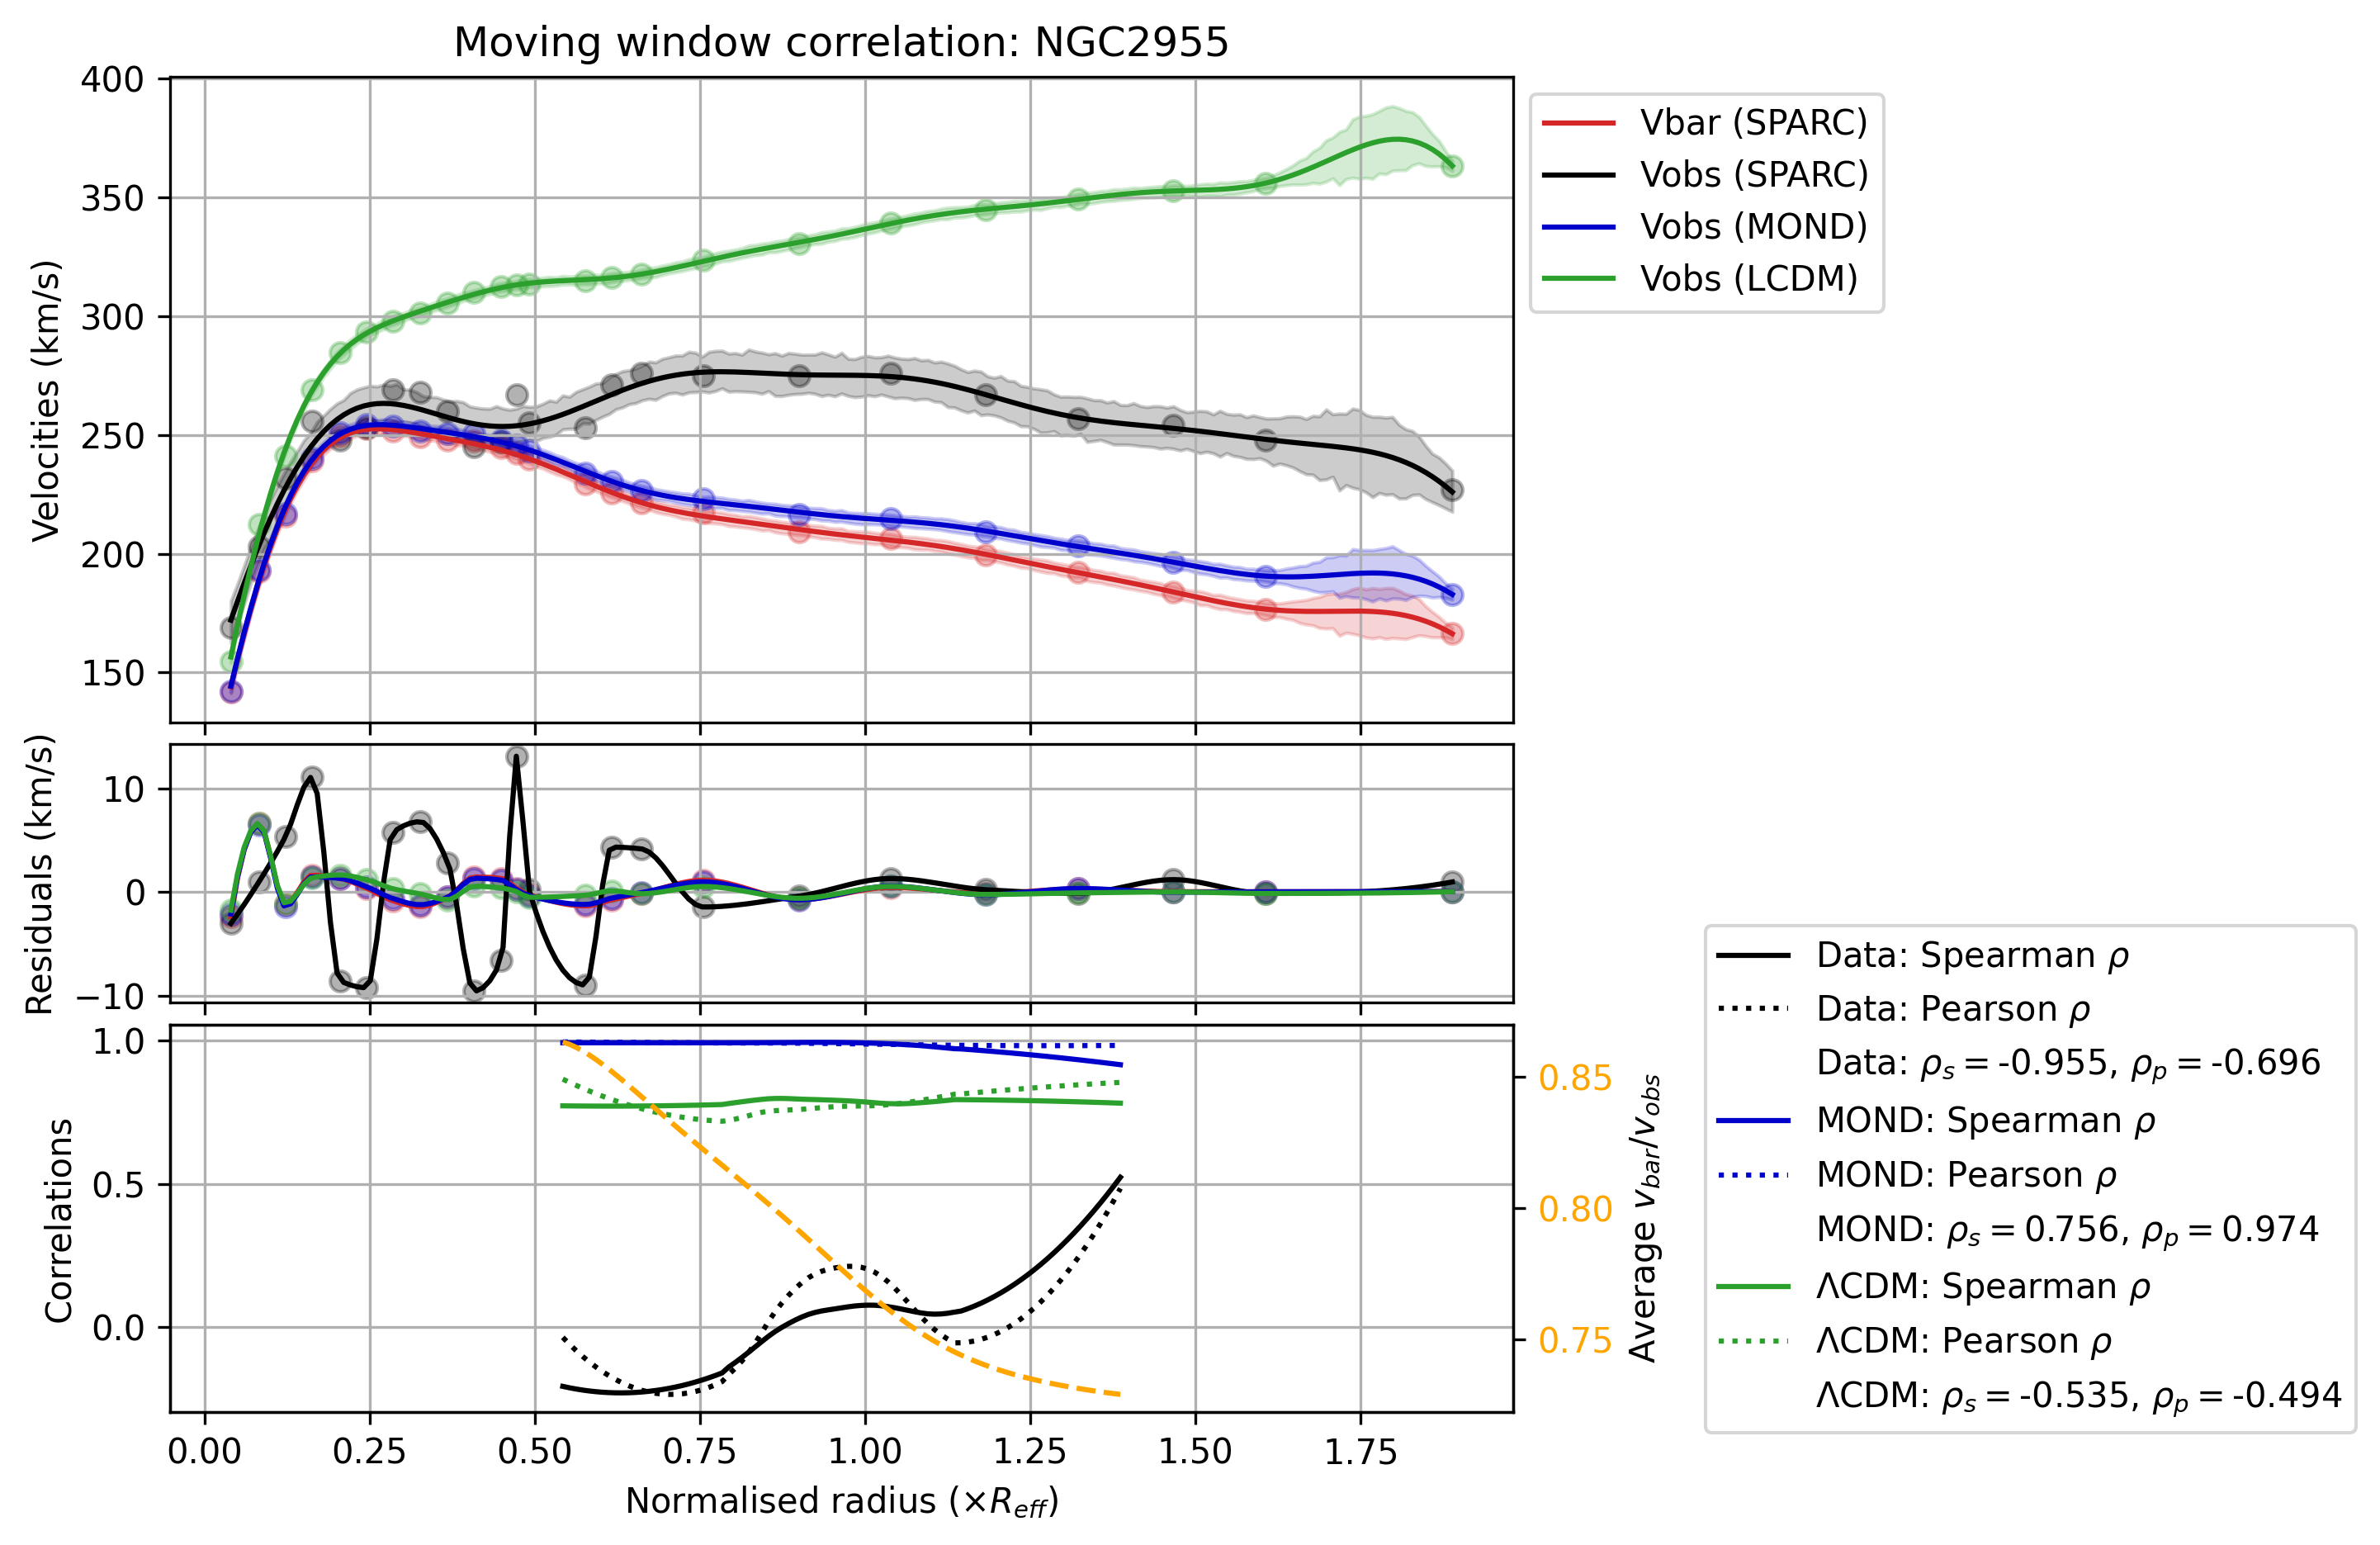 Moving window correlation: NGC2955
400
350
300
250
200
150
Velocities (km/s)
Vbar (SPARC)
Vobs (SPARC)
Vobs (MOND)
Vobs (LCDM)
10
0
−10
Residuals (km/s)
1.0
0.5
0.0
Correlations
0.85
0.80
0.75
Average v_bar/v_obs
0.00 0.25 0.50 0.75 1.00 1.25 1.50 1.75
Normalised radius (×R_eff)
Data: Spearman ρ
Data: Pearson ρ
Data: ρ_s = -0.955, ρ_p = -0.696
MOND: Spearman ρ
MOND: Pearson ρ
MOND: ρ_s = 0.756, ρ_p = 0.974
ΛCDM: Spearman ρ
ΛCDM: Pearson ρ
ΛCDM: ρ_s = -0.535, ρ_p = -0.494